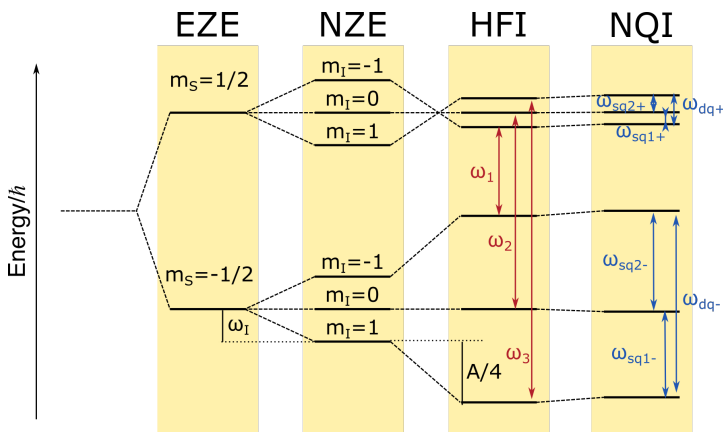 EZE
NZE
HFI
NQI
Energy/ℏ
m_S=1/2
m_I=-1
m_I=0
m_I=1
m_S=-1/2
m_I=-1
m_I=0
m_I=1
ω_I
A/4
ω_1
ω_2
ω_3
ω_sq2+
ω_dq+
ω_sq1+
ω_sq2-
ω_dq-
ω_sq1-